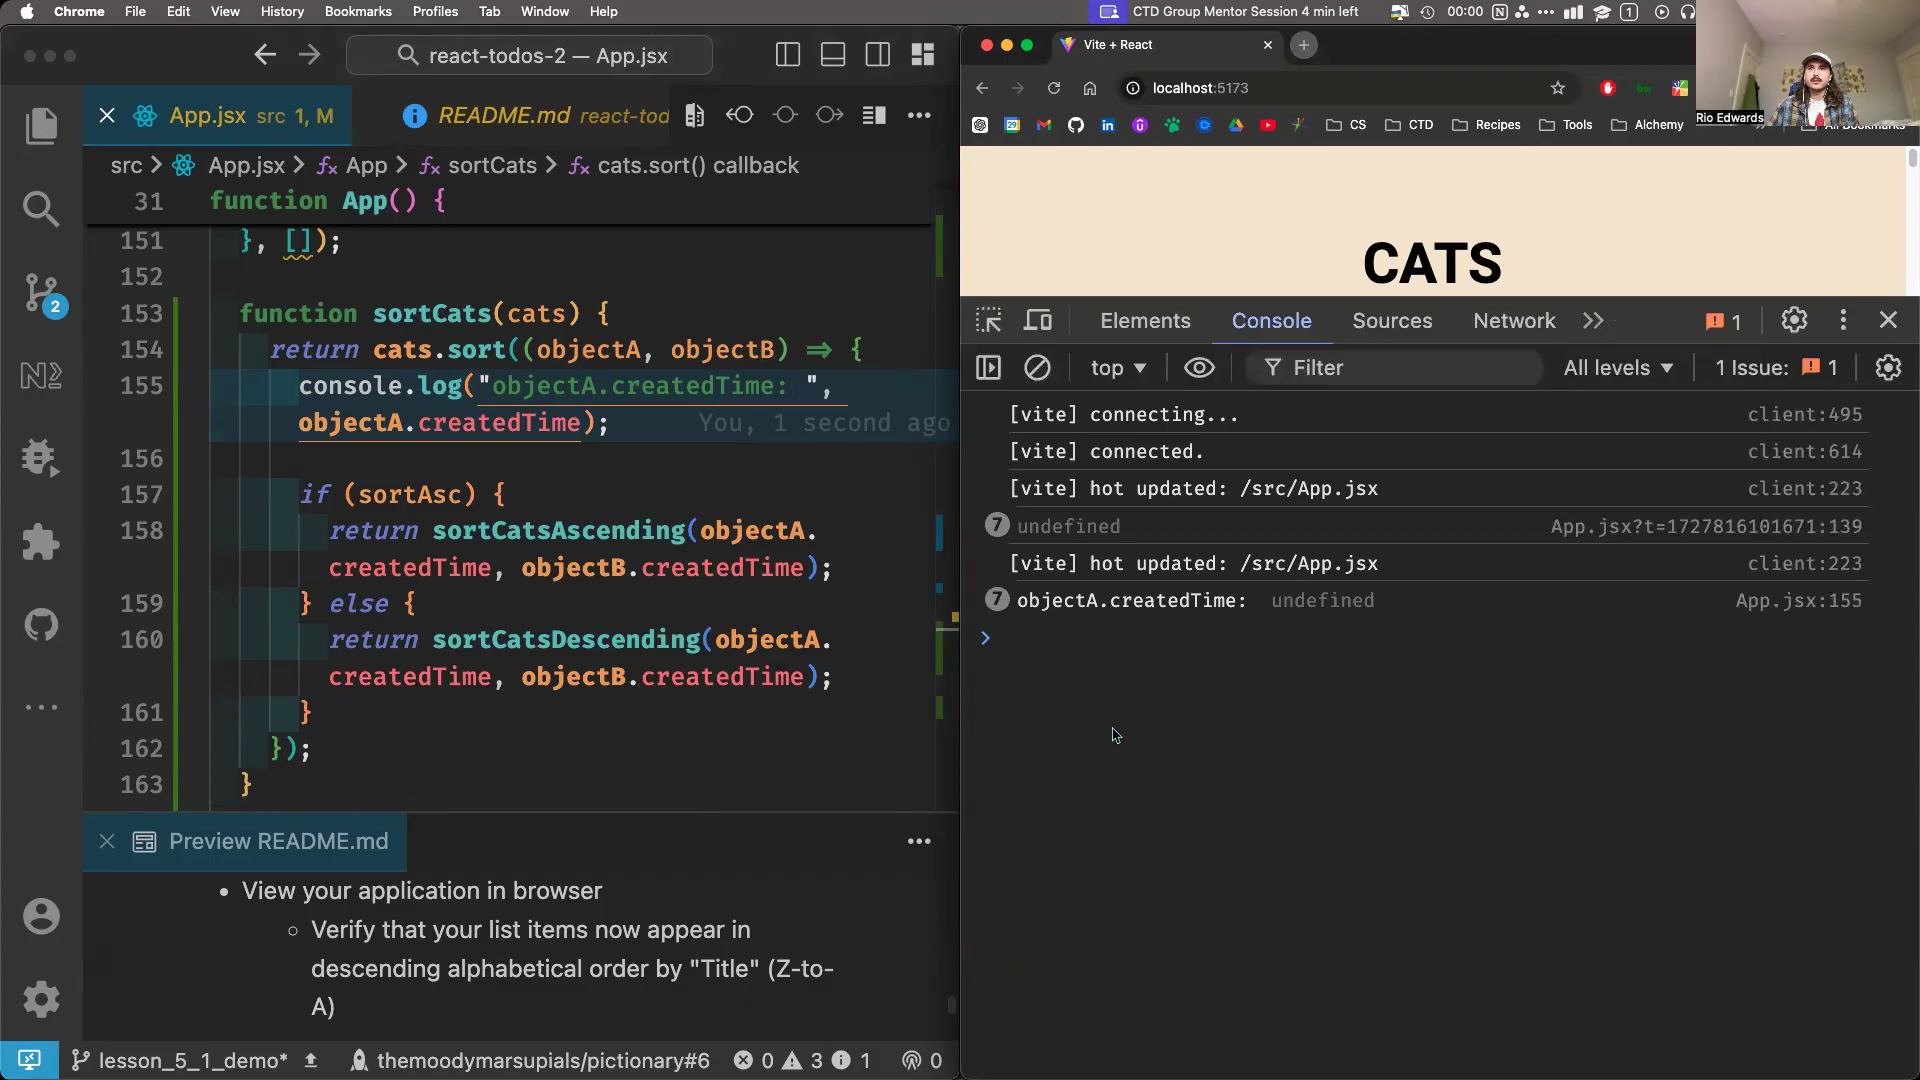 Chrome File Edit View History Bookmarks Profiles Tab Window Help
CTD Group Mentor Session 4 min left
00:00
1
react-todos-2 — App.jsx
App.jsx src 1, M
README.md react-tod
src > App.jsx > App > sortCats > cats.sort() callback
31 function App() {
151 }, []);
152
153 function sortCats(cats) {
154 return cats.sort((objectA, objectB) => {
155 console.log("objectA.createdTime: ",
objectA.createdTime); You, 1 second ago
156
157 if (sortAsc) {
158 return sortCatsAscending(objectA.
createdTime, objectB.createdTime);
159 } else {
160 return sortCatsDescending(objectA.
createdTime, objectB.createdTime);
161 }
162 });
163 }
2
Preview README.md
• View your application in browser
○ Verify that your list items now appear in
descending alphabetical order by "Title" (Z-to-
A)
lesson_5_1_demo* themoodymarsupials/pictionary#6 0 3 1 0
Vite + React
localhost:5173
CS CTD Recipes Tools Alchemy
Rio Edwards
CATS
Elements Console Sources Network 1
top Filter All levels 1 Issue: 1
[vite] connecting... client:495
[vite] connected. client:614
[vite] hot updated: /src/App.jsx client:223
7 undefined App.jsx?t=1727816101671:139
[vite] hot updated: /src/App.jsx client:223
7 objectA.createdTime: undefined App.jsx:155